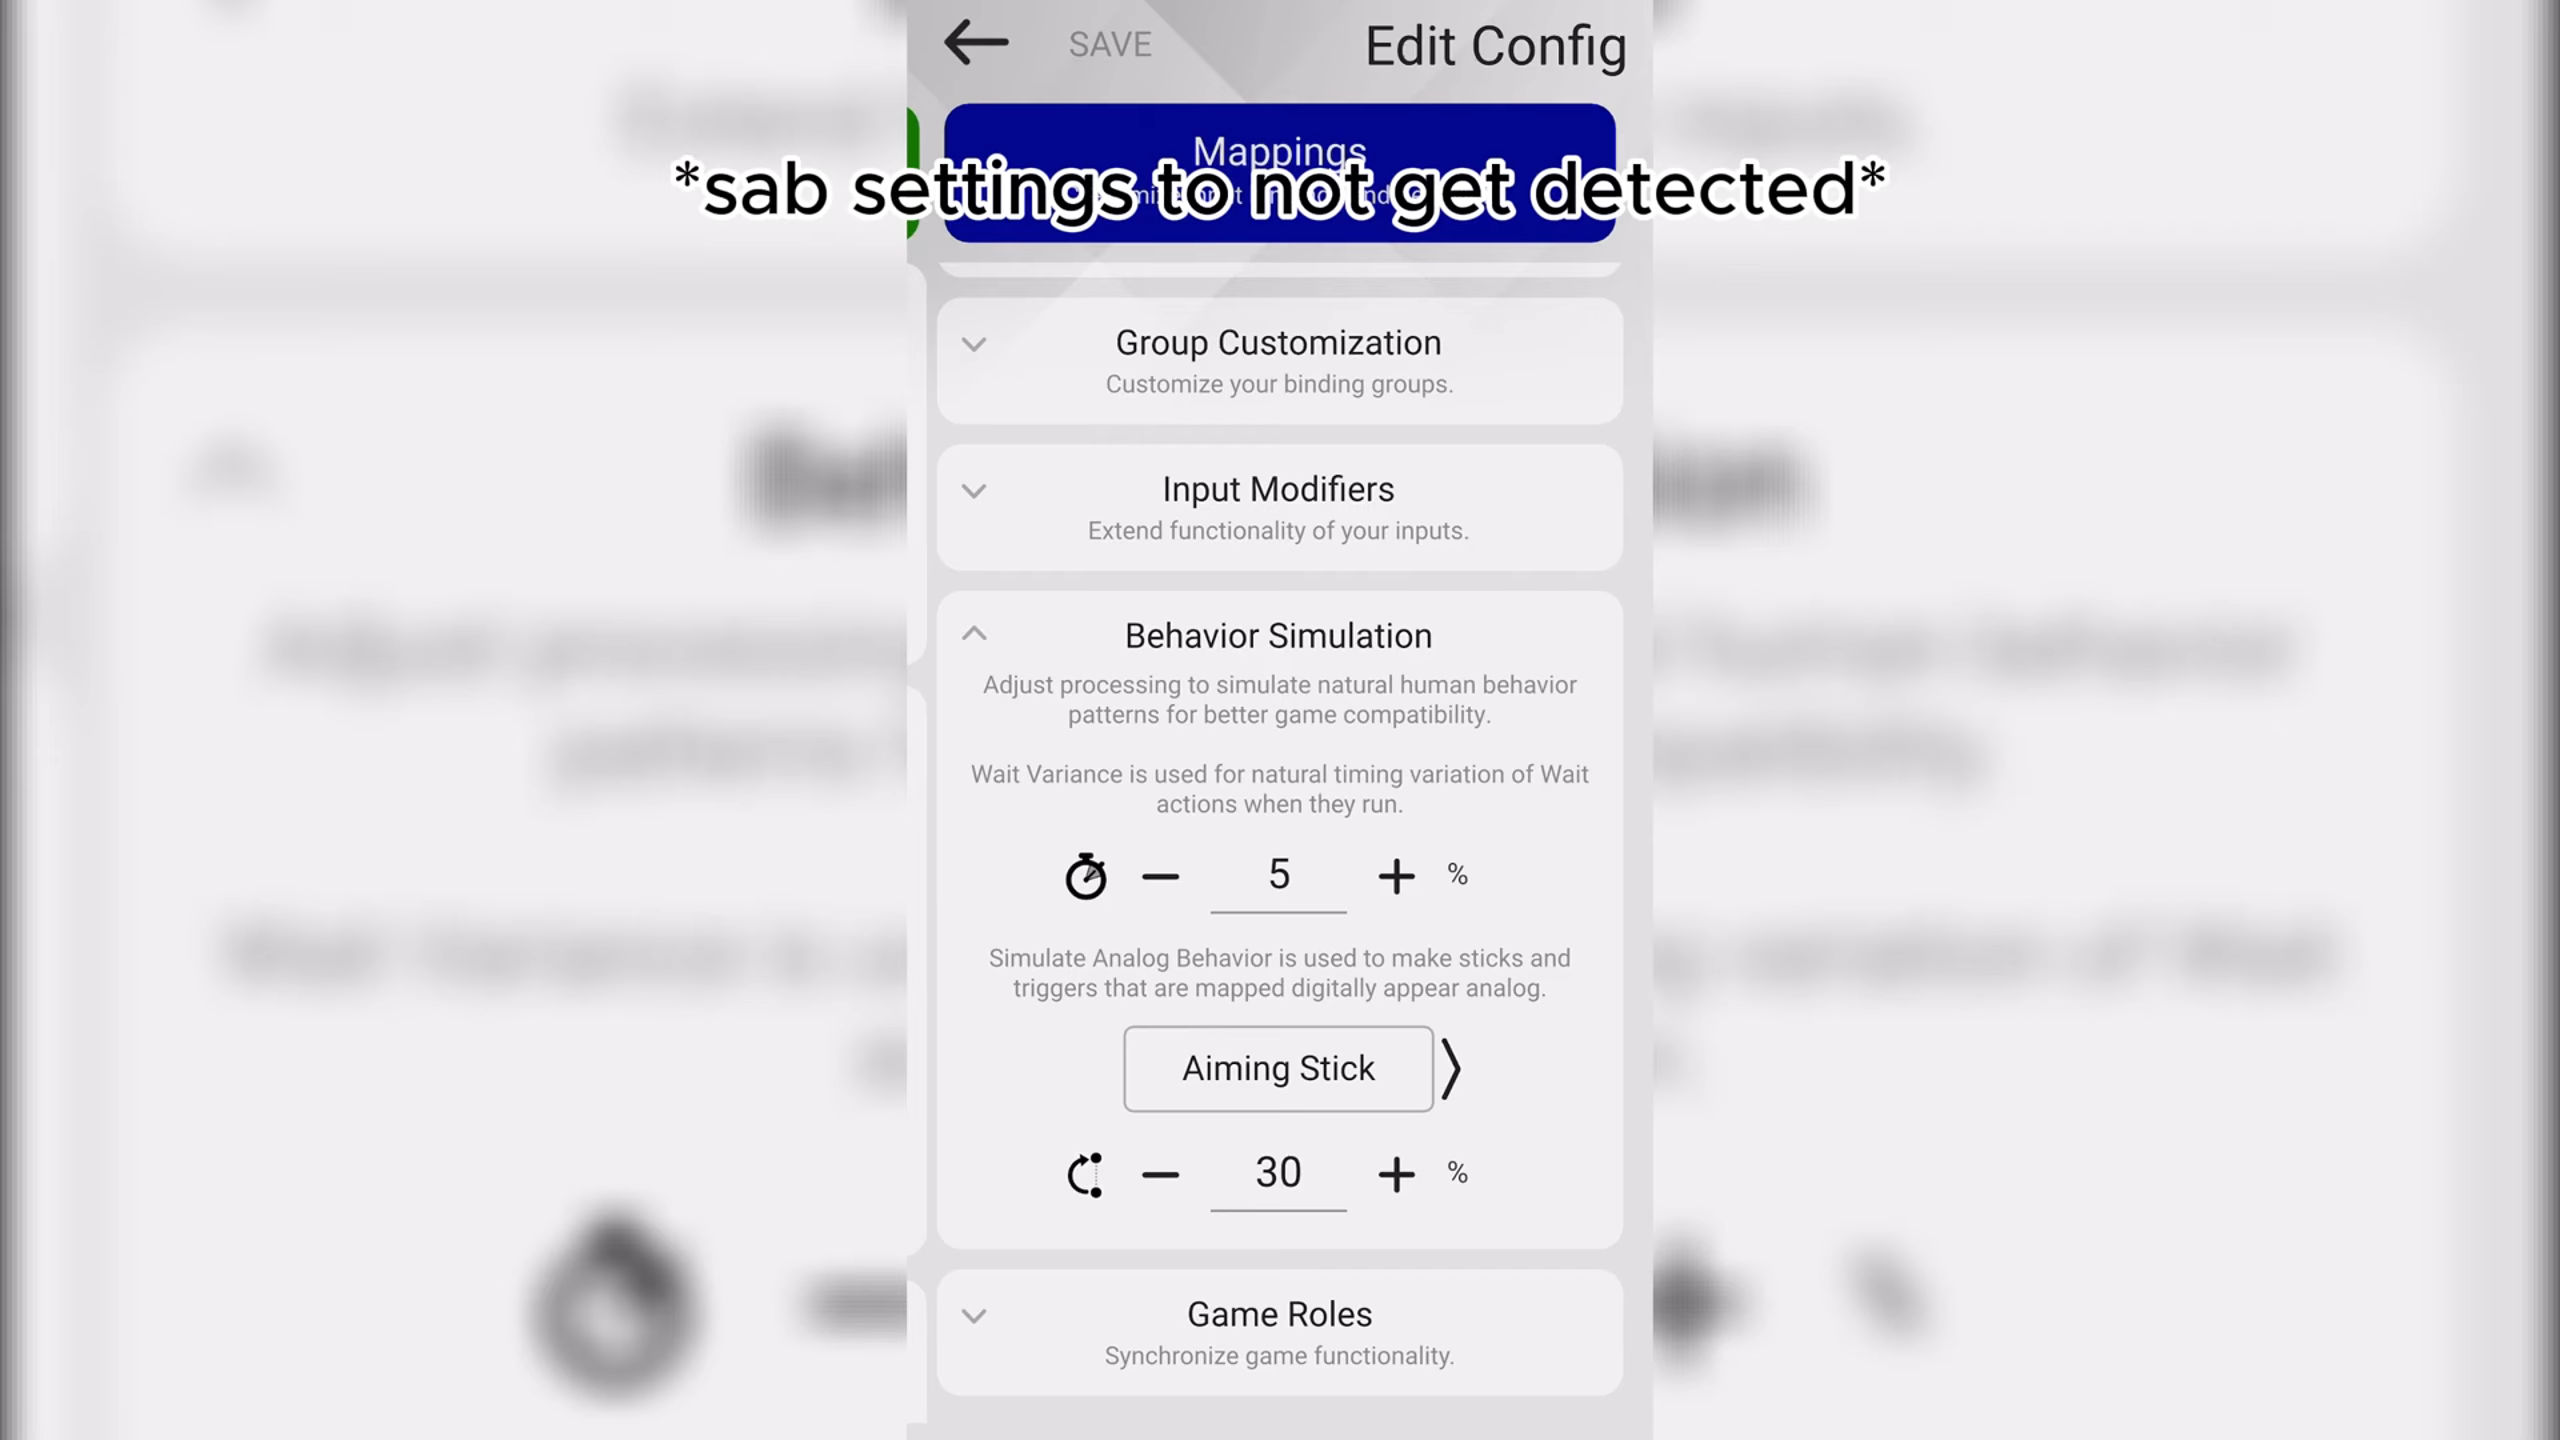 SAVE
Edit Config
Mappings
*sab settings to not get detected*
Group Customization
Customize your binding groups.
Input Modifiers
Extend functionality of your inputs.
Behavior Simulation
Adjust processing to simulate natural human behavior
patterns for better game compatibility.
Wait Variance is used for natural timing variation of Wait
actions when they run.
5 %
Simulate Analog Behavior is used to make sticks and
triggers that are mapped digitally appear analog.
Aiming Stick
30 %
Game Roles
Synchronize game functionality.